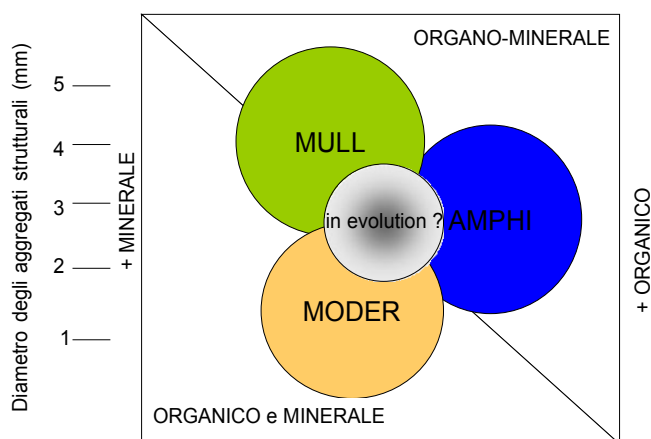 Diametro degli aggregati strutturali (mm)
5
4
3
2
1
+ MINERALE
ORGANO-MINERALE
MULL
in evolution ?
AMPHI
MODER
+ ORGANICO
ORGANICO e MINERALE